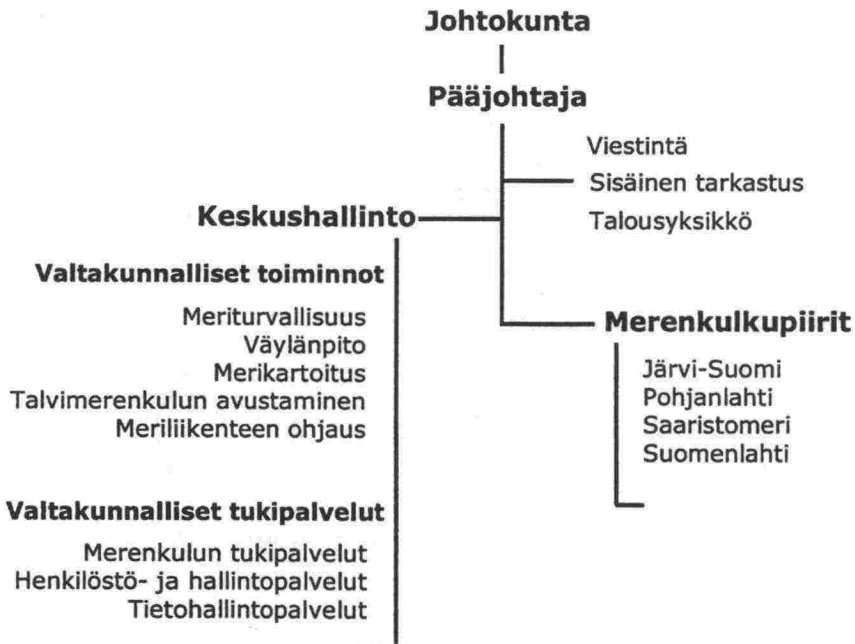 Johtokunta
Pääjohtaja
Viestintä
Sisäinen tarkastus
Talousyksikkö
Keskushallinto
Valtakunnalliset toiminnot
Meriturvallisuus
Väylänpito
Merikartoitus
Talvimerenkulun avustaminen
Meriliikenteen ohjaus
Valtakunnalliset tukipalvelut
Merenkulun tukipalvelut
Henkilöstö- ja hallintopalvelut
Tietohallintopalvelut
Merenkulkupiirit
Järvi-Suomi
Pohjanlahti
Saaristomeri
Suomenlahti